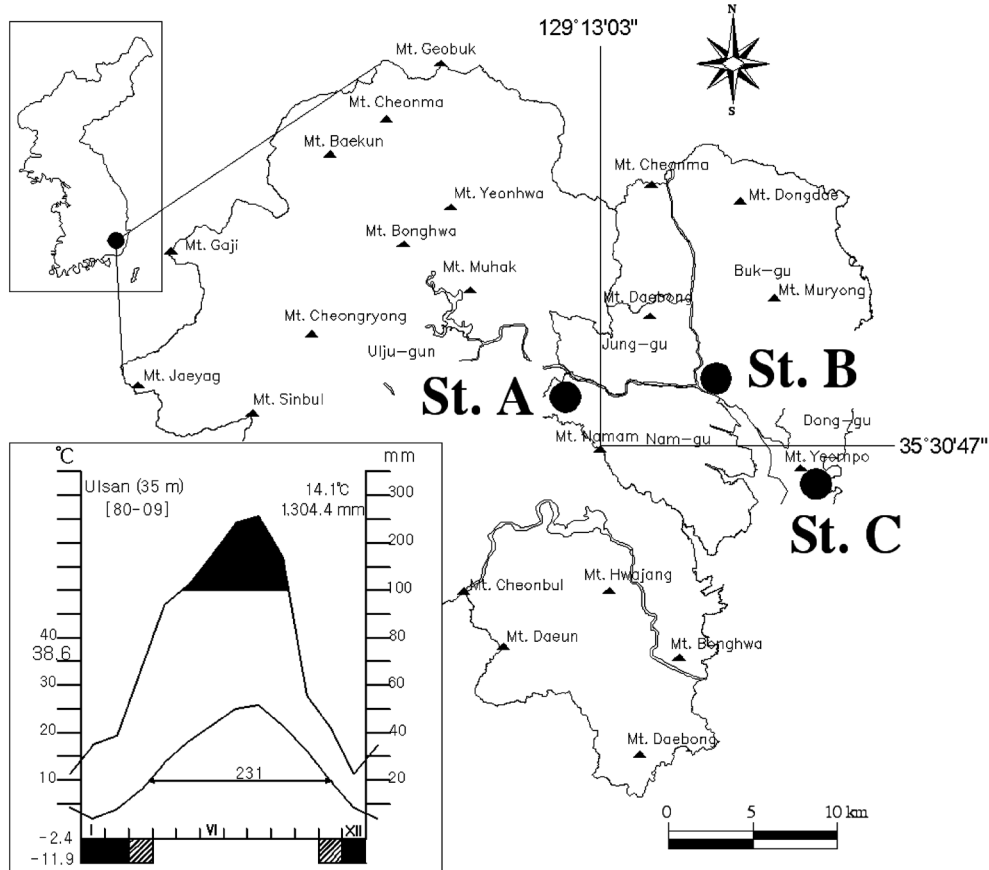 N
129°13'03"
Mt. Geobuk
Mt. Cheonma
Mt. Baekun
S
Mt. Cheonma
Mt. Dongdae
Mt. Yeonhwa
Mt. Bonghwa
Mt. Gaji
Mt. Muhak
Buk-gu
Mt. Muryong
Mt. Daebong
Mt. Cheongryong
Ulju-gun
Jung-gu
St. B
Mt. Jaeyag
St. A
Mt. Sinbul
Dong-gu
Mt. Namam
Nam-gu
35°30'47"
Mt. Yeompo
St. C
°C
mm
Ulsan (35 m)
[80-09]
14.1°C
1,304.4 mm
300
200
100
40
38.6
80
30
60
20
40
10
20
231
I
VI
XII
-2.4
-11.9
Mt. Cheonbul
Mt. Hwajang
Mt. Daeun
Mt. Bonghwa
Mt. Daebong
0
5
10 km